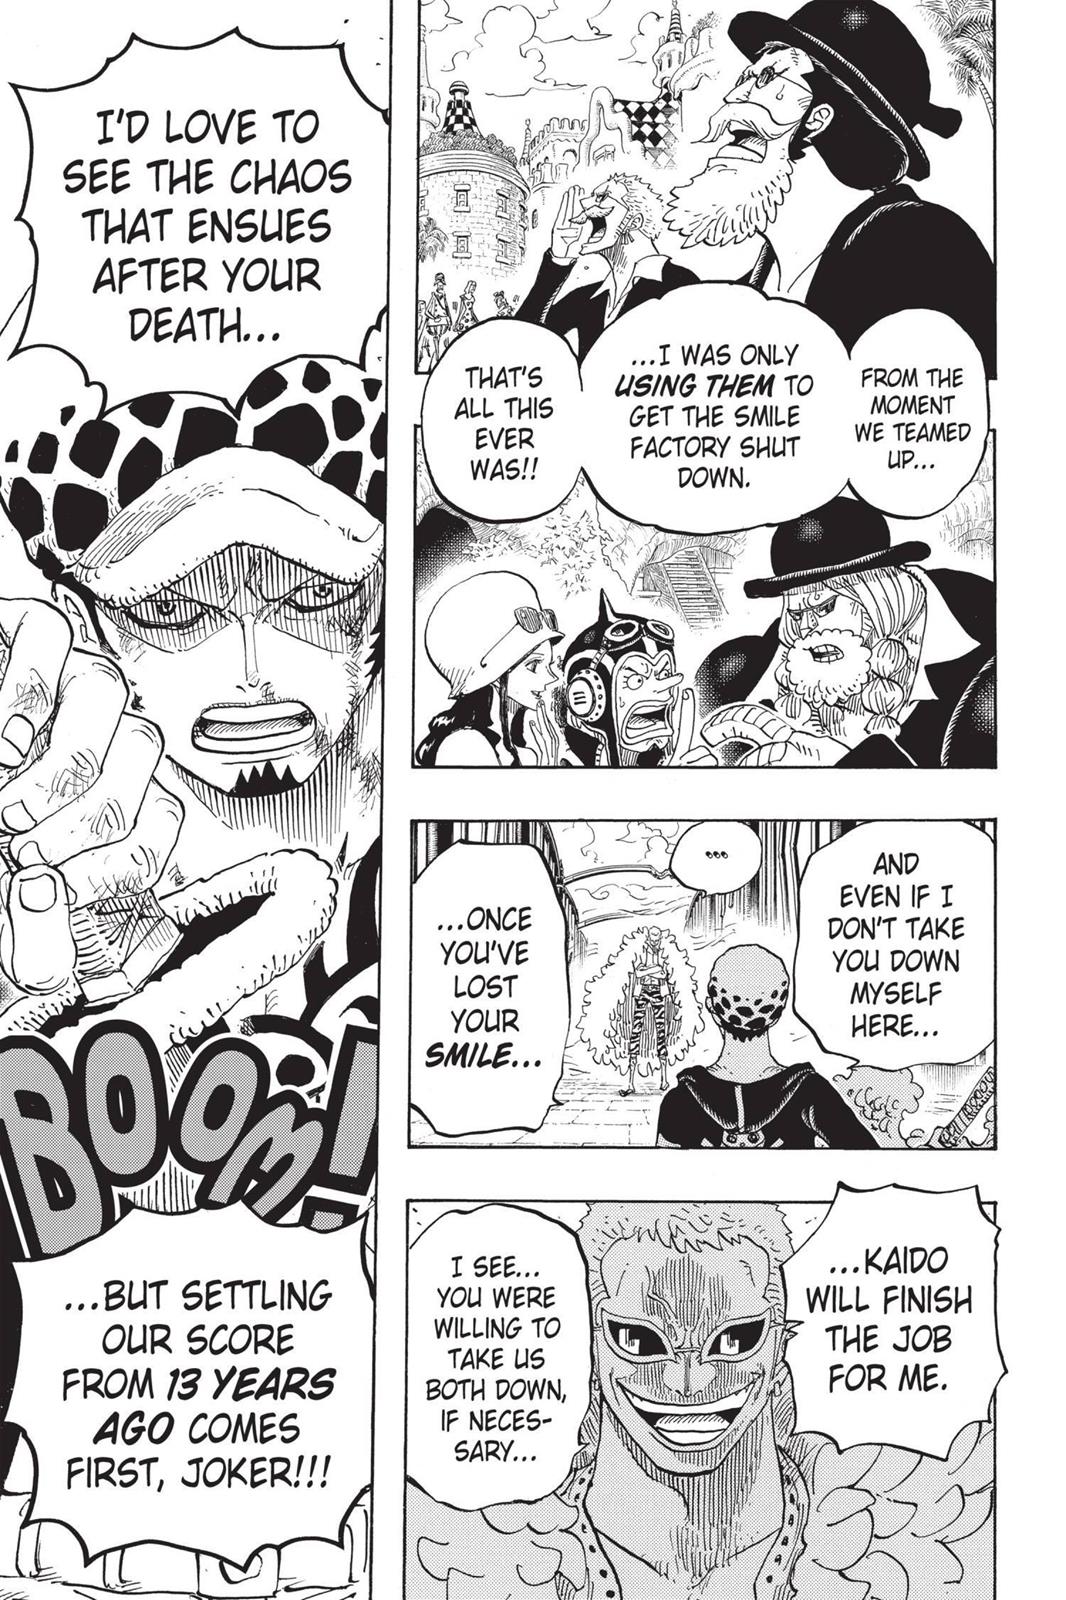 FROM THE
MOMENT
WE TEAMED
UP...
...I WAS ONLY
USING THEM TO
GET THE SMILE
FACTORY SHUT
DOWN.
THAT'S
ALL THIS
EVER
WAS!!
AND
EVEN IF I
DON'T TAKE
YOU DOWN
MYSELF
HERE...
...
...ONCE
YOU'VE
LOST
YOUR
SMILE...
...KAIDO
WILL FINISH
THE JOB
FOR ME.
I SEE...
YOU WERE
WILLING TO
TAKE US
BOTH DOWN,
IF NECES-
SARY...
I'D LOVE TO
SEE THE CHAOS
THAT ENSUES
AFTER YOUR
DEATH...
BOOM!
...BUT SETTLING
OUR SCORE
FROM 13 YEARS
AGO COMES
FIRST, JOKER!!!